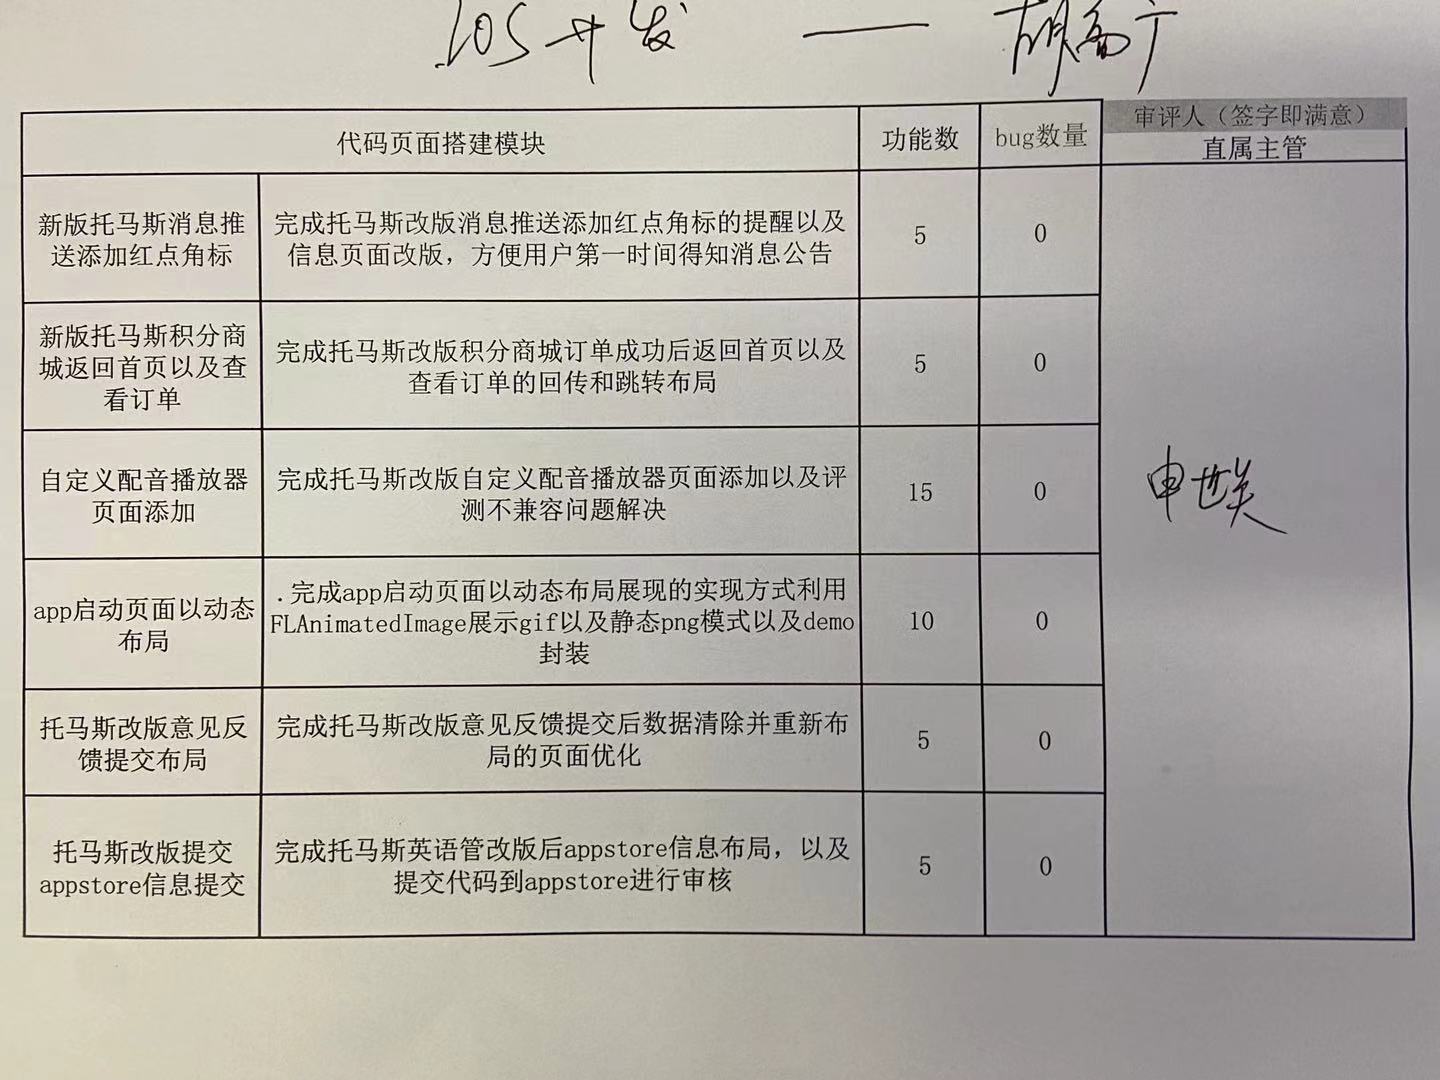 iOS开发 —— 胡
代码页面搭建模块
功能数
bug数量
审评人（签字即满意）
直属主管
新版托马斯消息推
送添加红点角标
完成托马斯改版消息推送添加红点角标的提醒以及
信息页面改版，方便用户第一时间得知消息公告
5
0
新版托马斯积分商
城返回首页以及查
看订单
完成托马斯改版积分商城订单成功后返回首页以及
查看订单的回传和跳转布局
5
0
自定义配音播放器
页面添加
完成托马斯改版自定义配音播放器页面添加以及评
测不兼容问题解决
15
0
申世关
app启动页面以动态
布局
.完成app启动页面以动态布局展现的实现方式利用
FLAnimatedImage展示gif以及静态png模式以及demo
封装
10
0
托马斯改版意见反
馈提交布局
完成托马斯改版意见反馈提交后数据清除并重新布
局的页面优化
5
0
托马斯改版提交
appstore信息提交
完成托马斯英语管改版后appstore信息布局，以及
提交代码到appstore进行审核
5
0